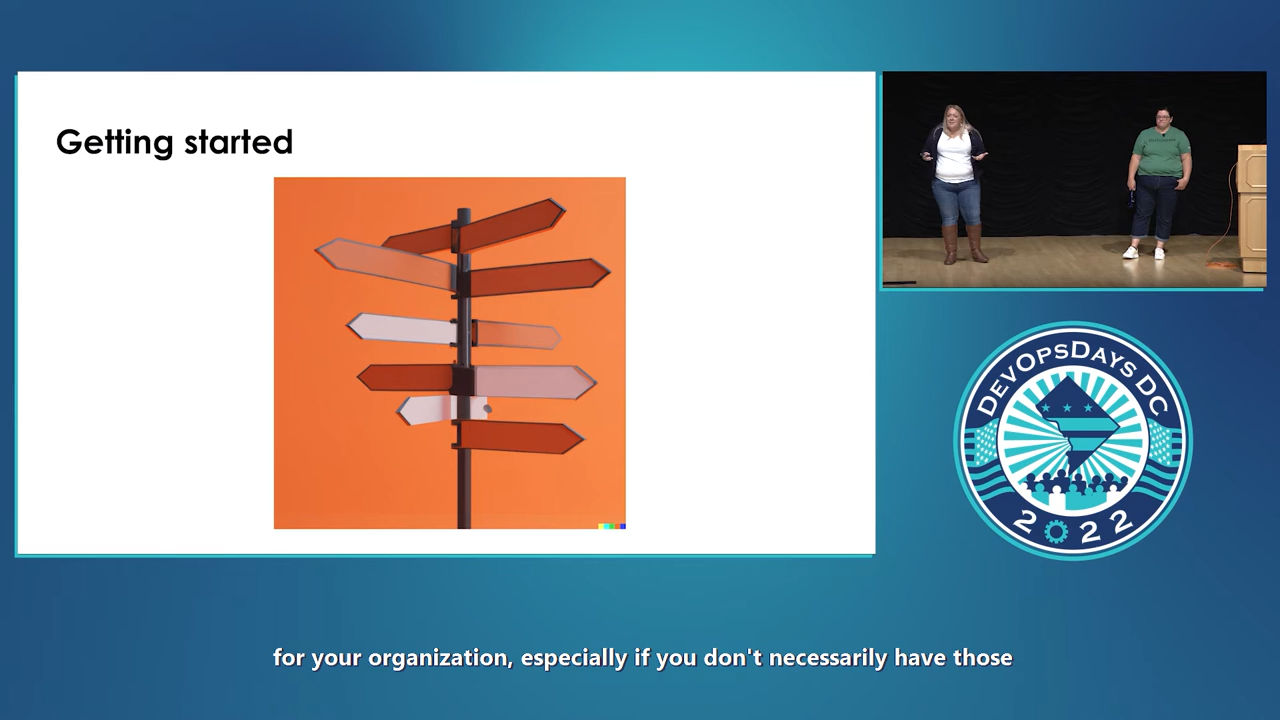 Getting started
DEVOPSDAYS DC
2022
for your organization, especially if you don't necessarily have those